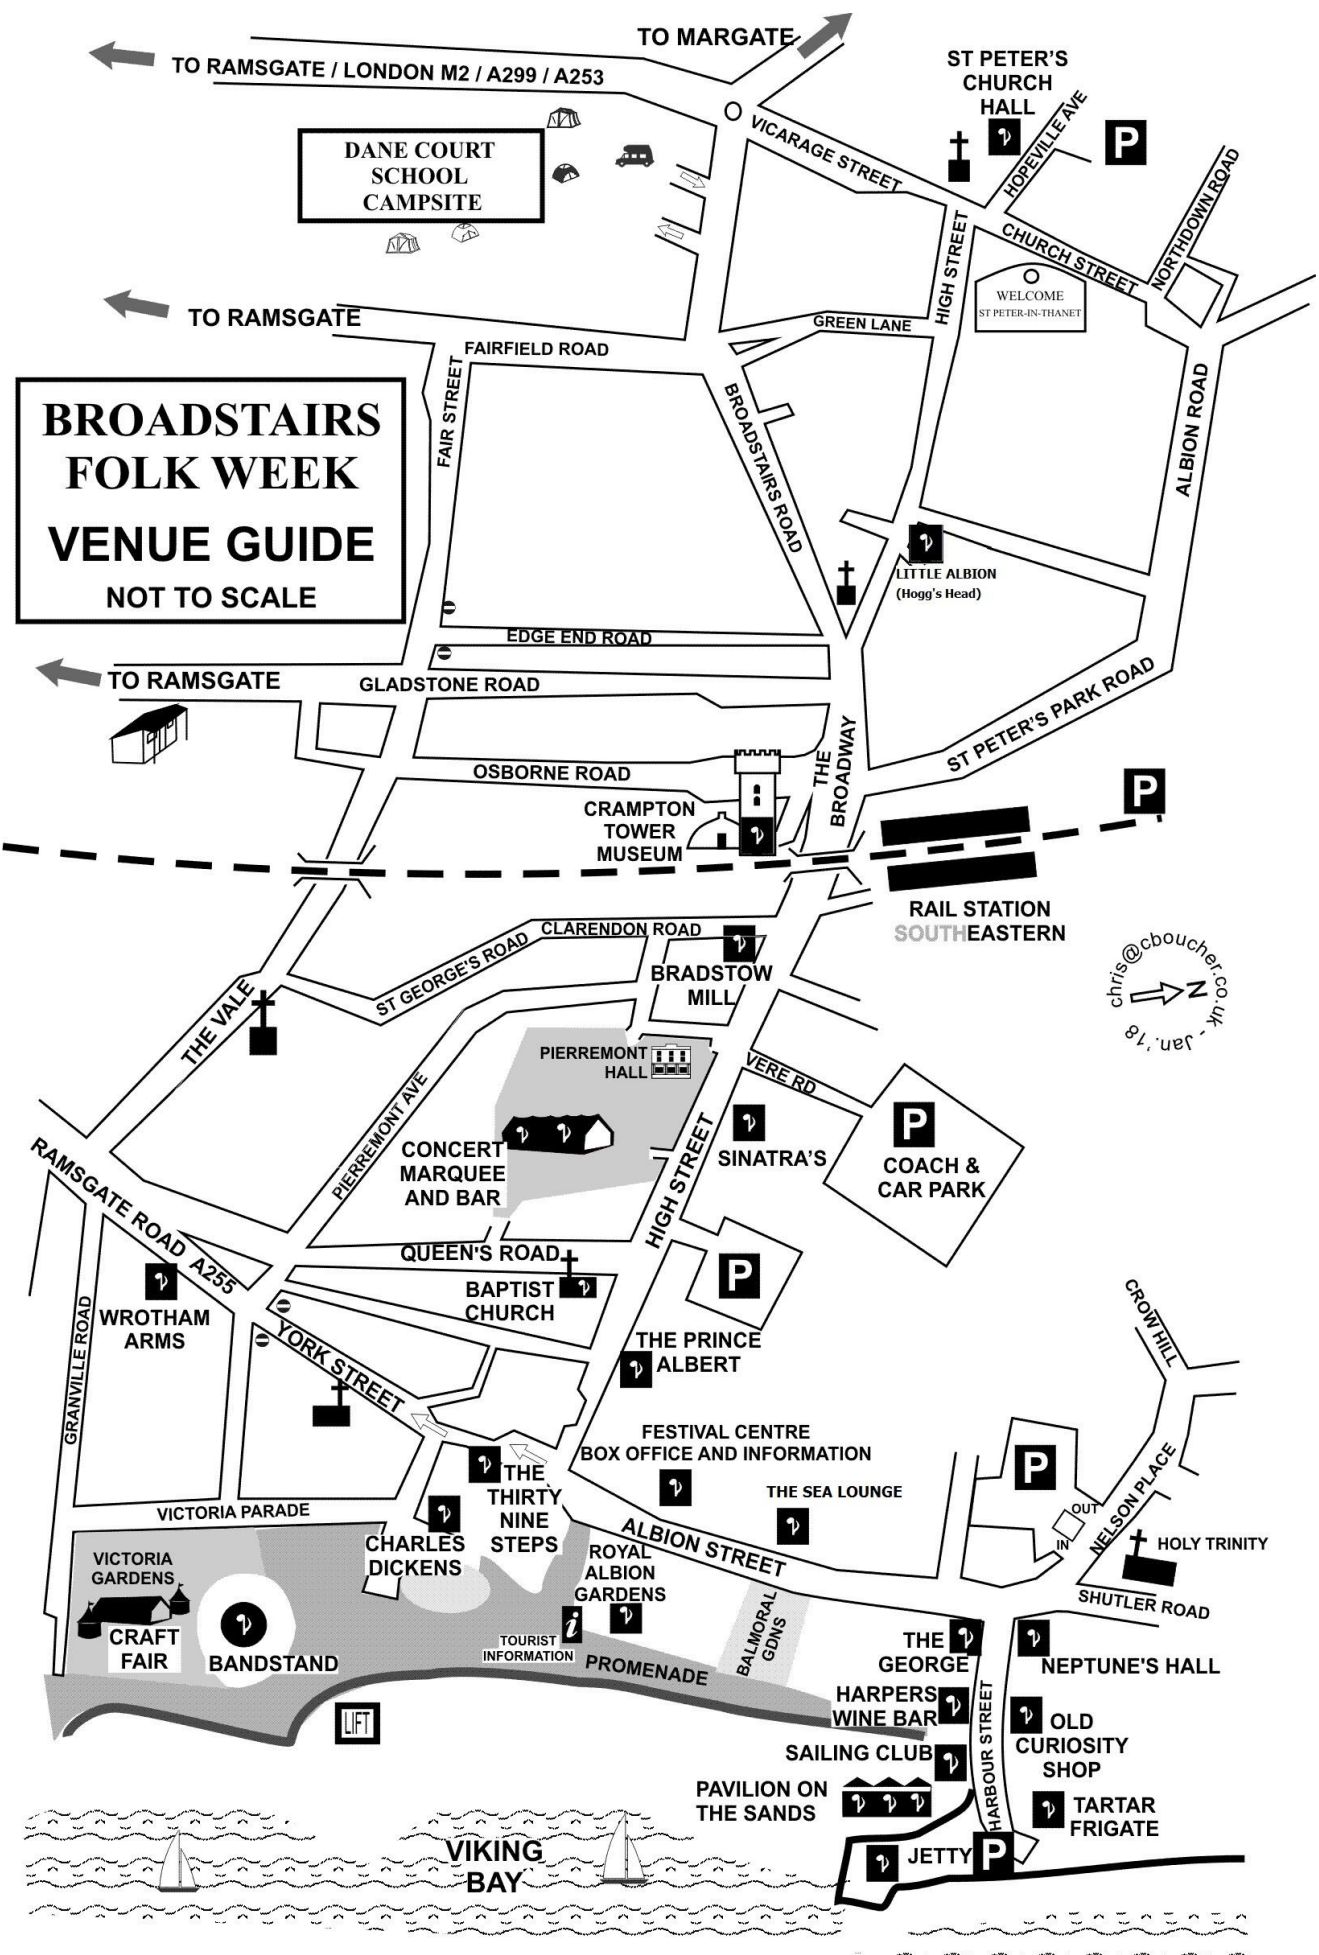 TO MARGATE
TO RAMSGATE / LONDON M2 / A299 / A253
ST PETER'S
CHURCH
HALL
HOPEVILLE AVE
P
VICARAGE STREET
DANE COURT
SCHOOL
CAMPSITE
NORTHDOWN ROAD
HIGH STREET
CHURCH STREET
WELCOME
ST PETER-IN-THANET
TO RAMSGATE
GREEN LANE
FAIRFIELD ROAD
FAIR STREET
BROADSTAIRS ROAD
ALBION ROAD
BROADSTAIRS
FOLK WEEK
VENUE GUIDE
NOT TO SCALE
LITTLE ALBION
(Hogg's Head)
EDGE END ROAD
TO RAMSGATE
GLADSTONE ROAD
ST PETER'S PARK ROAD
THE
BROADWAY
OSBORNE ROAD
CRAMPTON
TOWER
MUSEUM
P
RAIL STATION
SOUTHEASTERN
CLARENDON ROAD
ST GEORGE'S ROAD
BRADSTOW
MILL
THE VALE
chris@cboucher.co.uk - Jan.'18
N
PIERREMONT
HALL
VERE RD
PIERREMONT AVE
CONCERT
MARQUEE
AND BAR
SINATRA'S
P
COACH &
CAR PARK
HIGH STREET
RAMSGATE ROAD A255
QUEEN'S ROAD
BAPTIST
CHURCH
P
WROTHAM
ARMS
GRANVILLE ROAD
YORK STREET
THE PRINCE
ALBERT
CROW HILL
FESTIVAL CENTRE
BOX OFFICE AND INFORMATION
THE SEA LOUNGE
P
NELSON PLACE
OUT
IN
THE
THIRTY
NINE
STEPS
VICTORIA PARADE
CHARLES
DICKENS
ALBION STREET
HOLY TRINITY
SHUTLER ROAD
VICTORIA
GARDENS
CRAFT
FAIR
BANDSTAND
ROYAL
ALBION
GARDENS
i
TOURIST
INFORMATION
PROMENADE
BALMORAL
GDNS
LIFT
THE
GEORGE
NEPTUNE'S HALL
HARPERS
WINE BAR
HARBOUR STREET
OLD
CURIOSITY
SHOP
SAILING CLUB
PAVILION ON
THE SANDS
TARTAR
FRIGATE
JETTY
P
VIKING
BAY